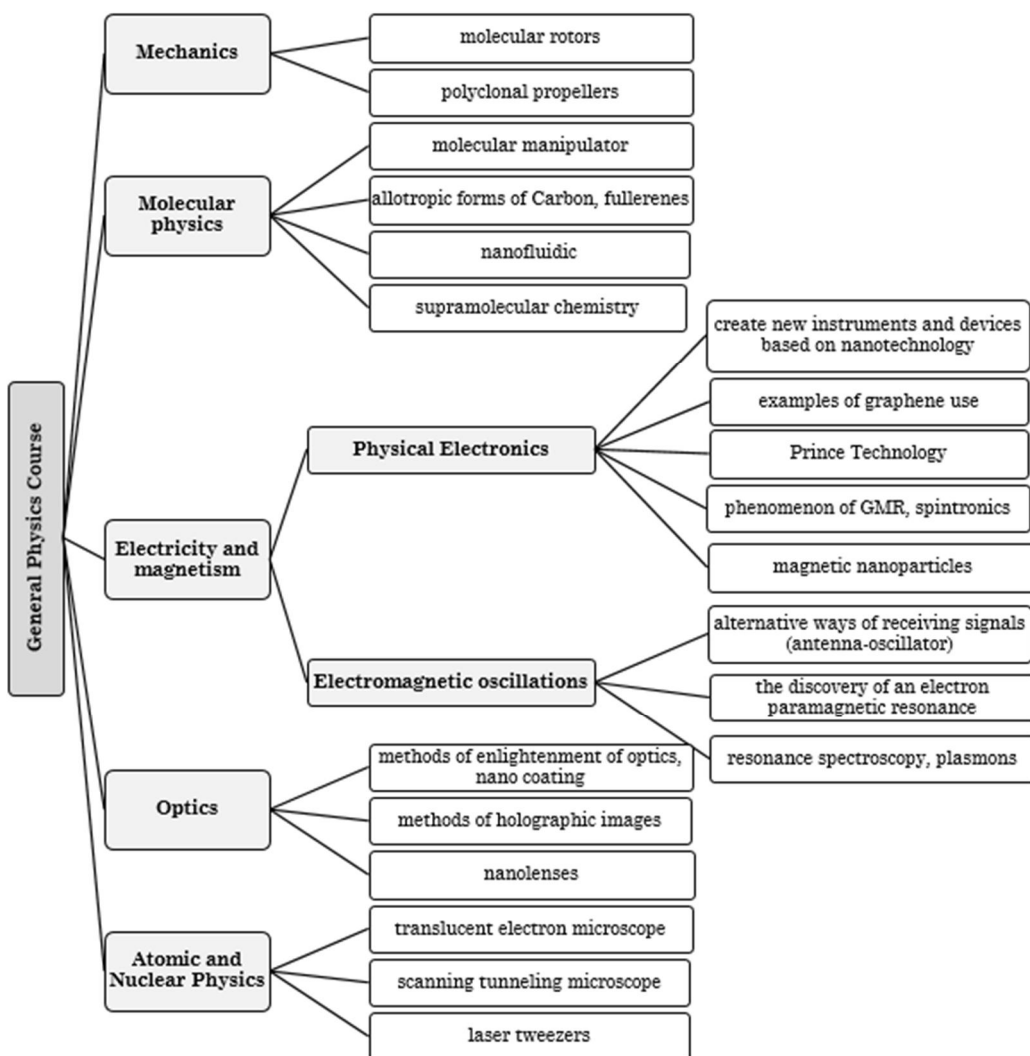 General Physics Course
Mechanics
molecular rotors
polyclonal propellers
Molecular
physics
molecular manipulator
allotropic forms of Carbon, fullerenes
nanofluidic
supramolecular chemistry
Electricity and
magnetism
Physical Electronics
create new instruments and devices
based on nanotechnology
examples of graphene use
Prince Technology
phenomenon of GMR, spintronics
magnetic nanoparticles
Electromagnetic oscillations
alternative ways of receiving signals
(antenna-oscillator)
the discovery of an electron
paramagnetic resonance
resonance spectroscopy, plasmons
Optics
methods of enlightenment of optics,
nano coating
methods of holographic images
nanolenses
Atomic and
Nuclear Physics
translucent electron microscope
scanning tunneling microscope
laser tweezers